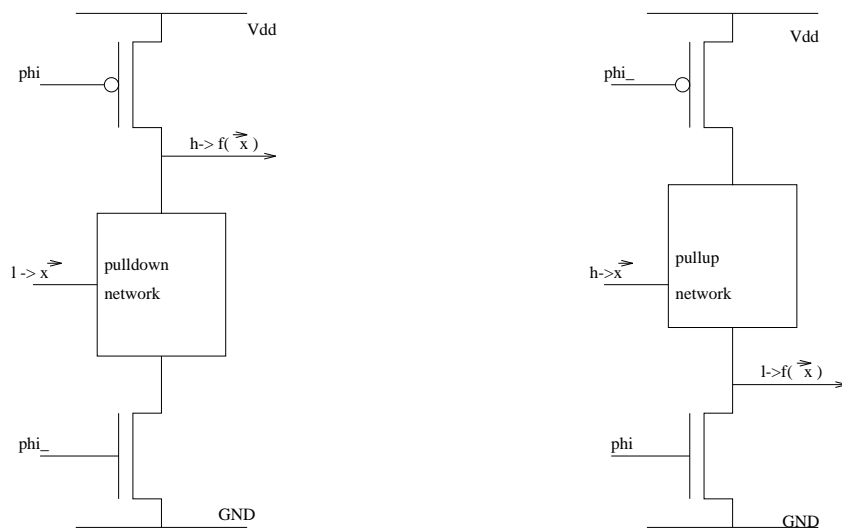 Vdd
phi
h-> f( x )
l -> x
pulldown
network
phi_
GND
Vdd
phi_
h->x
pullup
network
l->f( x )
phi
GND